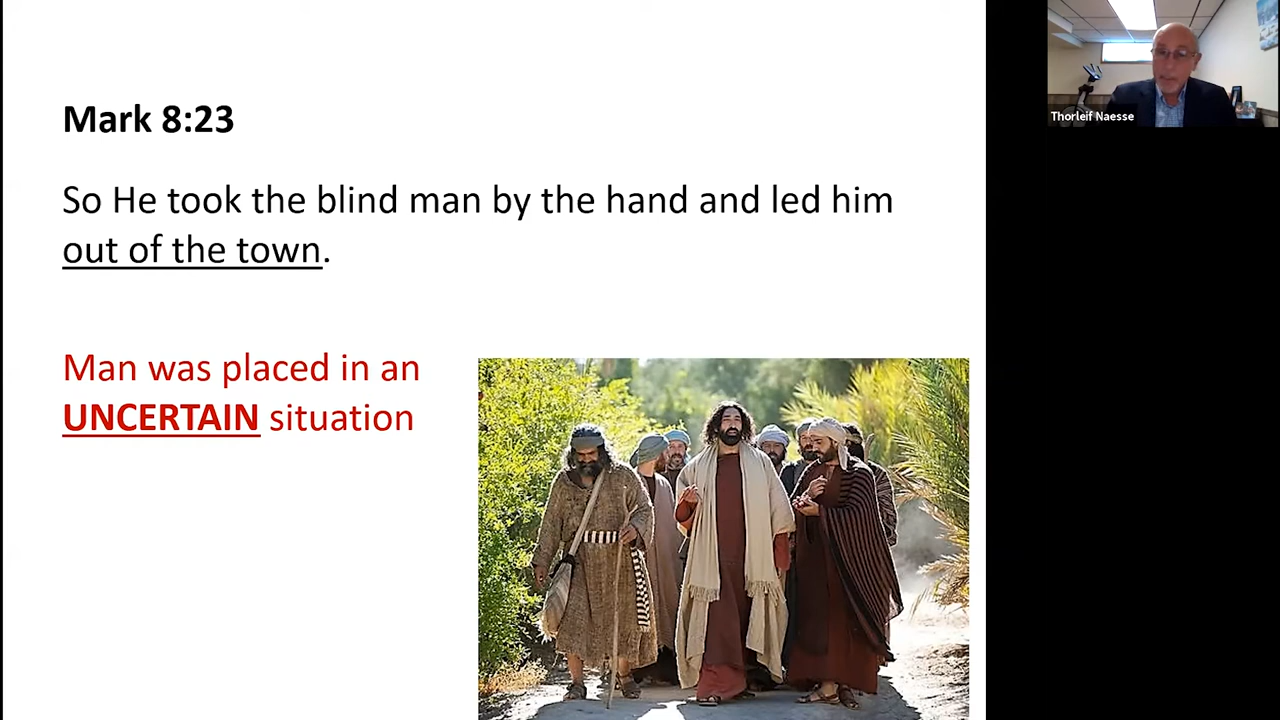 Mark 8:23
So He took the blind man by the hand and led him
out of the town.
Man was placed in an
UNCERTAIN situation
Thorleif Naesse